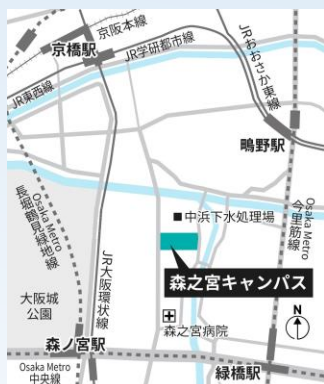 京阪本線
京橋駅
JR学研都市線
JRおおさか東線
JR東西線
鴫野駅
Osaka Metro
長堀鶴見緑地線
■中浜下水処理場
Osaka Metro
今里筋線
JR大阪環状線
森之宮キャンパス
大阪城
公園
森之宮病院
N
森ノ宮駅
緑橋駅
Osaka Metro
中央線